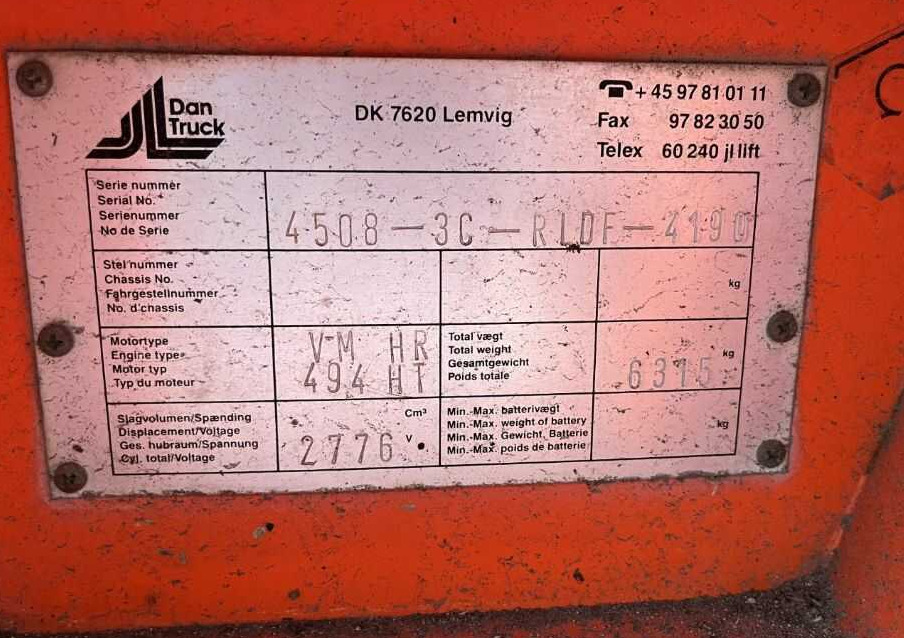 Dan
Truck
DK 7620 Lemvig
☎ + 45 97 81 01 11
Fax 97 82 30 50
Telex 60 240 jl lift
Serie nummer
Serial No.
Serienummer
No de Serie
4508-3G-RLDF-4190
Stel nummer
Chassis No.
Fahrgestellnummer
No. d'chassis
kg
Motortype
Engine type
Motor typ
Typ du moteur
VM HR
494 HT
Total vægt
Total weight
Gesamtgewicht
Poids totale
kg
6315
Slagvolumen/Spænding
Displacement/Voltage
Ges. hubraum/Spannung
Cyl. total/Voltage
Cm³
2776 V
Min.-Max. batterivægt
Min.-Max. weight of battery
Min.-Max. Gewicht. Batterie
Min.-Max. poids de batterie
kg